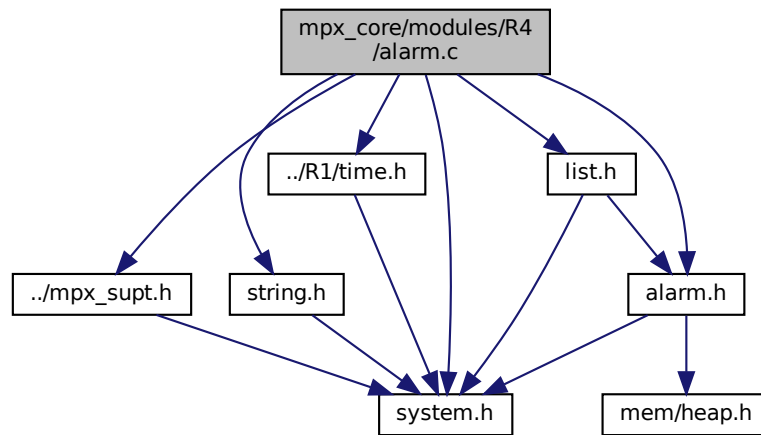 mpx_core/modules/R4
/alarm.c
../R1/time.h
list.h
../mpx_supt.h
string.h
alarm.h
system.h
mem/heap.h